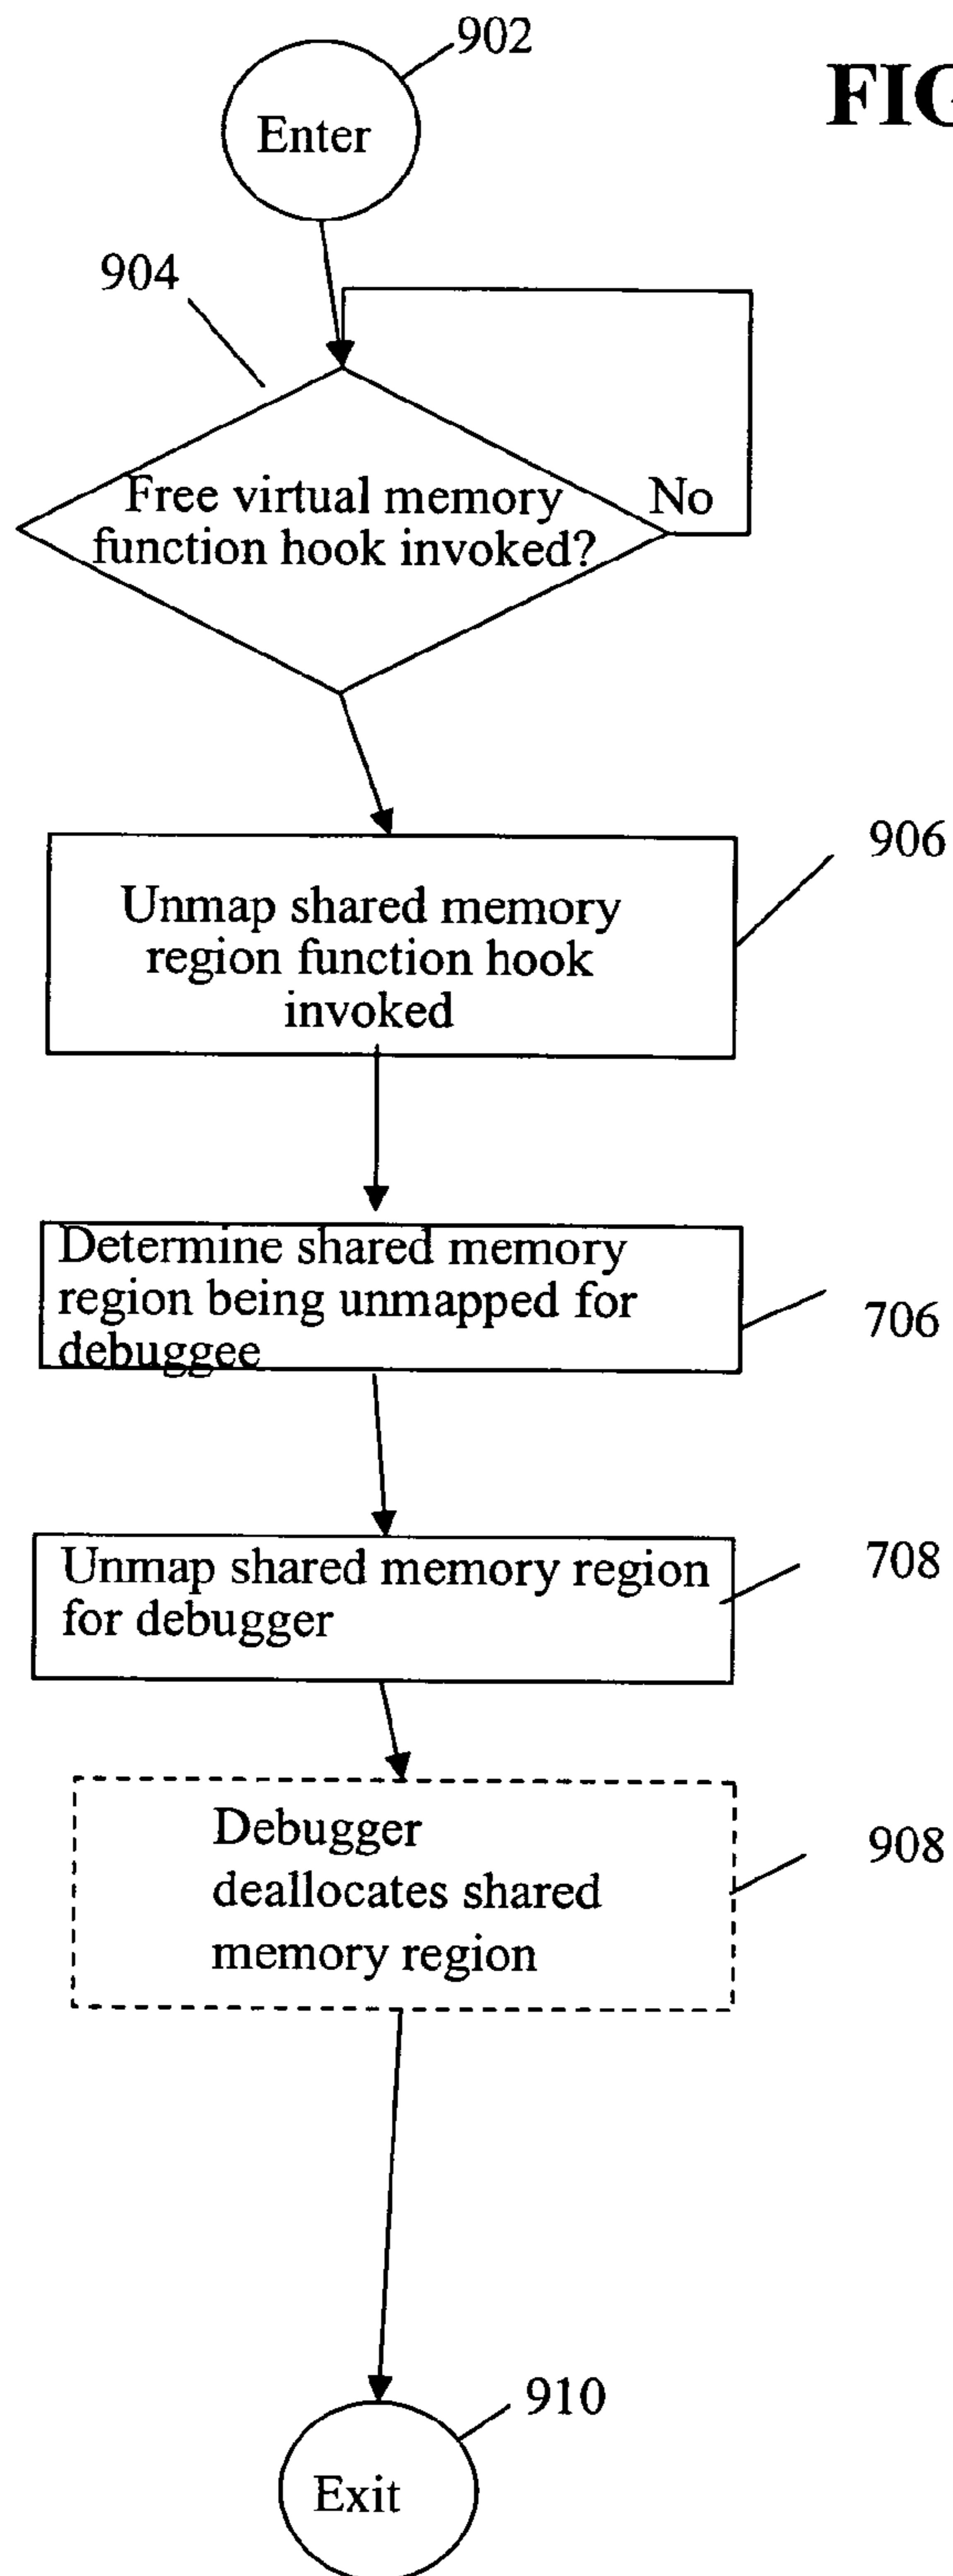 902
FIG
Enter
904
Free virtual memory
function hook invoked?
No
906
Unmap shared memory
region function hook
invoked
Determine shared memory
region being unmapped for
debuggee
706
Unmap shared memory region
for debugger
708
Debugger
deallocates shared
memory region
908
910
Exit